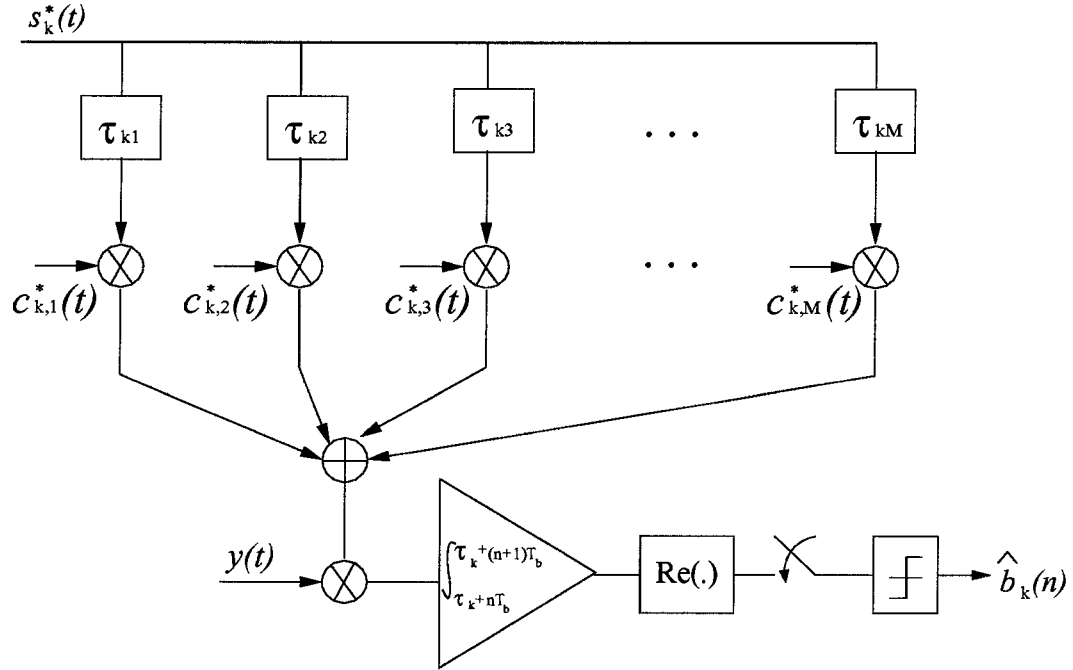 s*k(t)
τk1 τk2 τk3 . . . τkM
. . .
c*k,1(t) c*k,2(t) c*k,3(t) c*k,M(t)
y(t)
∫ τk+(n+1)Tb
τk+nTb
Re(.)
b̂k(n)